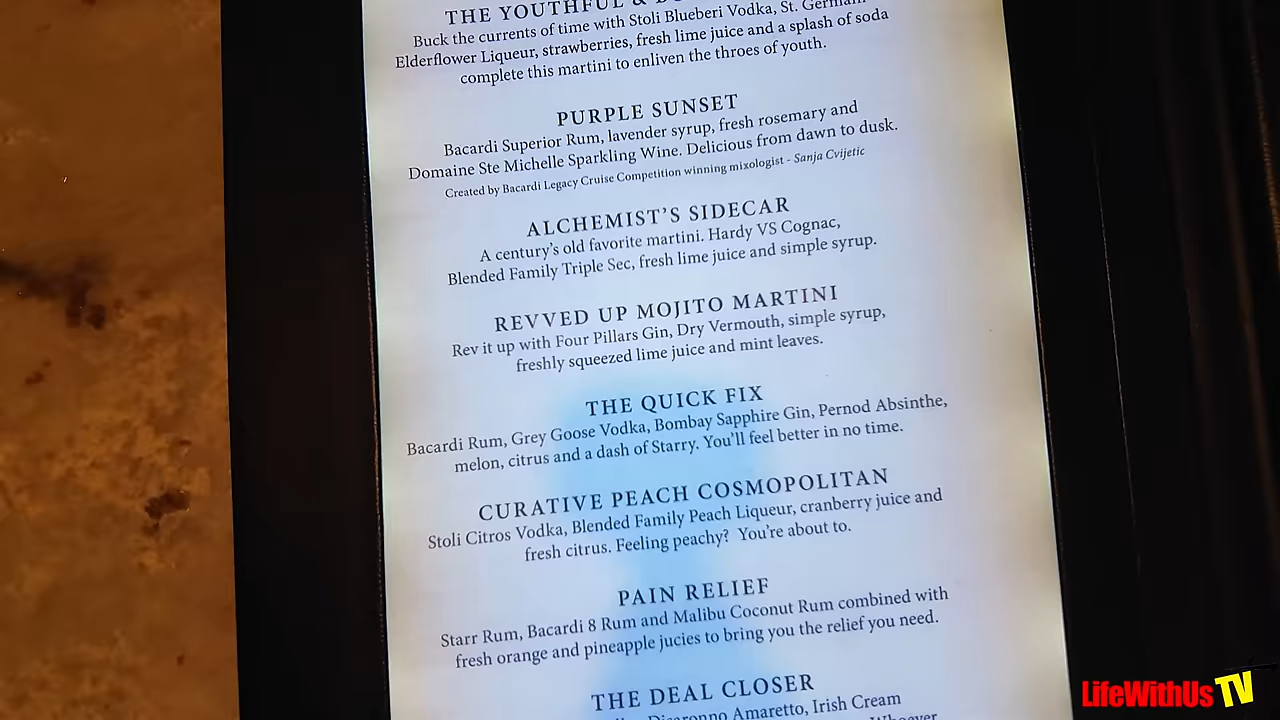 THE YOUTHFUL &
Buck the currents of time with Stoli Blueberi Vodka, St. Germain
Elderflower Liqueur, strawberries, fresh lime juice and a splash of soda
complete this martini to enliven the throes of youth.
PURPLE SUNSET
Bacardi Superior Rum, lavender syrup, fresh rosemary and
Domaine Ste Michelle Sparkling Wine. Delicious from dawn to dusk.
Created by Bacardi Legacy Cruise Competition winning mixologist - Sanja Cvijetic
ALCHEMIST'S SIDECAR
A century's old favorite martini. Hardy VS Cognac,
Blended Family Triple Sec, fresh lime juice and simple syrup.
REVVED UP MOJITO MARTINI
Rev it up with Four Pillars Gin, Dry Vermouth, simple syrup,
freshly squeezed lime juice and mint leaves.
THE QUICK FIX
Bacardi Rum, Grey Goose Vodka, Bombay Sapphire Gin, Pernod Absinthe,
melon, citrus and a dash of Starry. You'll feel better in no time.
CURATIVE PEACH COSMOPOLITAN
Stoli Citros Vodka, Blended Family Peach Liqueur, cranberry juice and
fresh citrus. Feeling peachy? You're about to.
PAIN RELIEF
Starr Rum, Bacardi 8 Rum and Malibu Coconut Rum combined with
fresh orange and pineapple jucies to bring you the relief you need.
THE DEAL CLOSER
Disaronno Amaretto, Irish Cream
Whoever
LifeWithUs TV